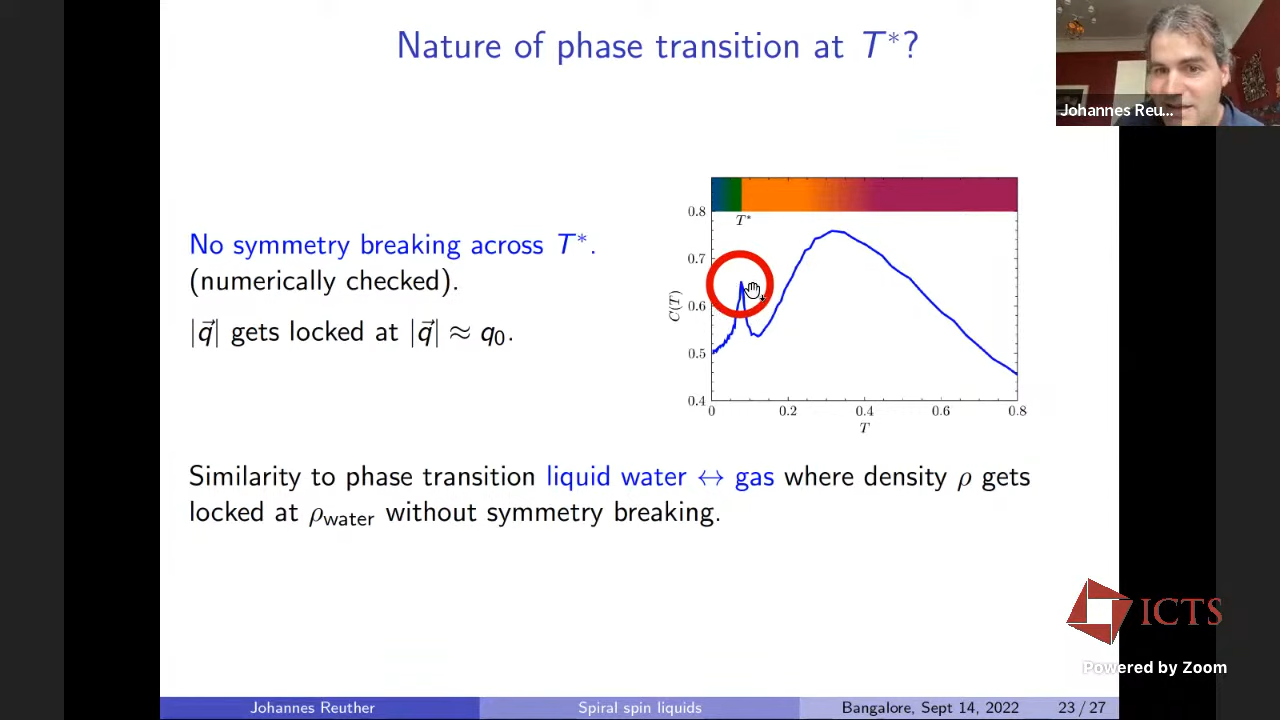 Nature of phase transition at T*?
Johannes Reu...
No symmetry breaking across T*.
(numerically checked).
|q⃗| gets locked at |q⃗| ≈ q₀.
T*
0.8
0.7
0.6
0.5
0.4
C(T)
0 0.2 0.4 0.6 0.8
T
Similarity to phase transition liquid water ↔ gas where density ρ gets
locked at ρwater without symmetry breaking.
ICTS
Powered by Zoom
Johannes Reuther Spiral spin liquids Bangalore, Sept 14, 2022 23 / 27